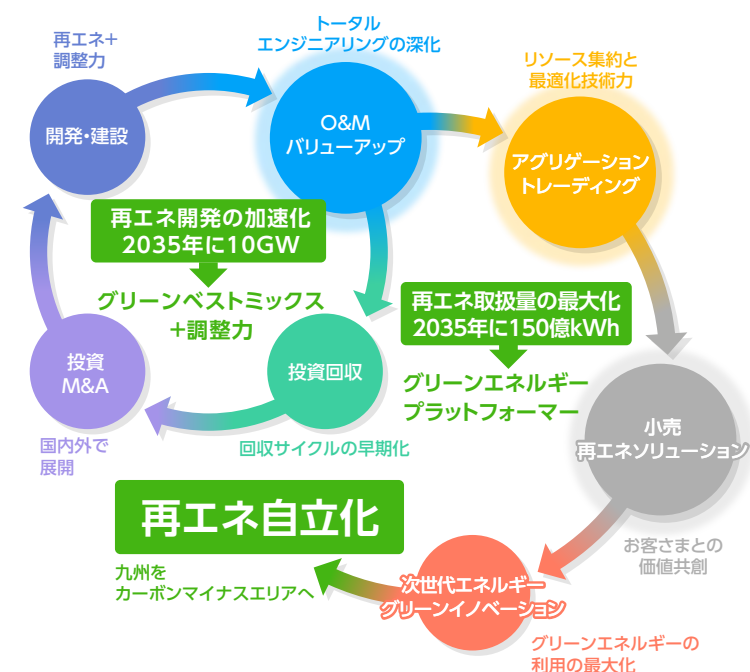 再エネ+
調整力
開発・建設
トータル
エンジニアリングの深化
O&M
バリューアップ
リソース集約と
最適化技術力
アグリゲーション
トレーディング
再エネ開発の加速化
2035年に10GW
グリーンベストミックス
+調整力
再エネ取扱量の最大化
2035年に150億kWh
グリーンエネルギー
プラットフォーマー
投資
M&A
国内外で
展開
投資回収
回収サイクルの早期化
小売
再エネソリューション
お客さまとの
価値共創
再エネ自立化
九州を
カーボンマイナスエリアへ
次世代エネルギー
グリーンイノベーション
グリーンエネルギーの
利用の最大化